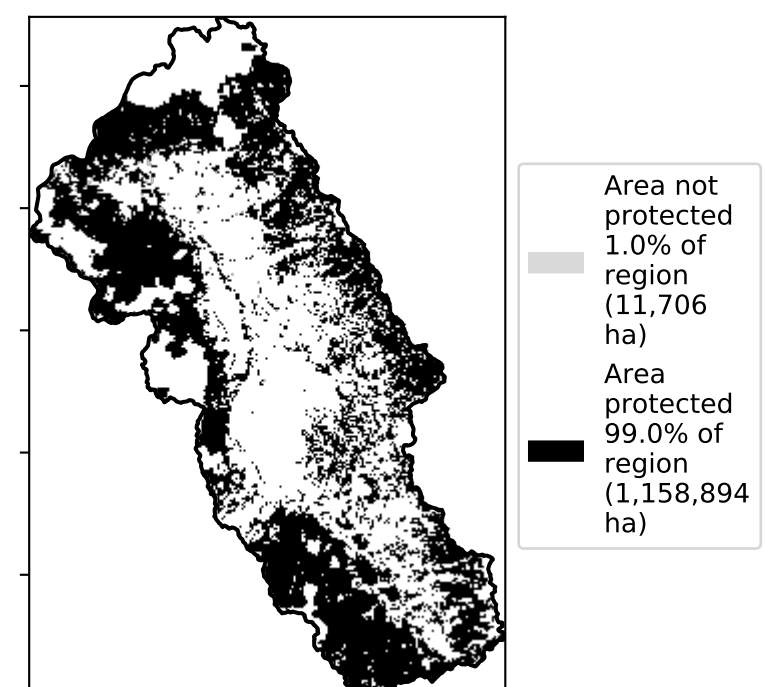 Area not
protected
1.0% of
region
(11,706
ha)
Area
protected
99.0% of
region
(1,158,894
ha)